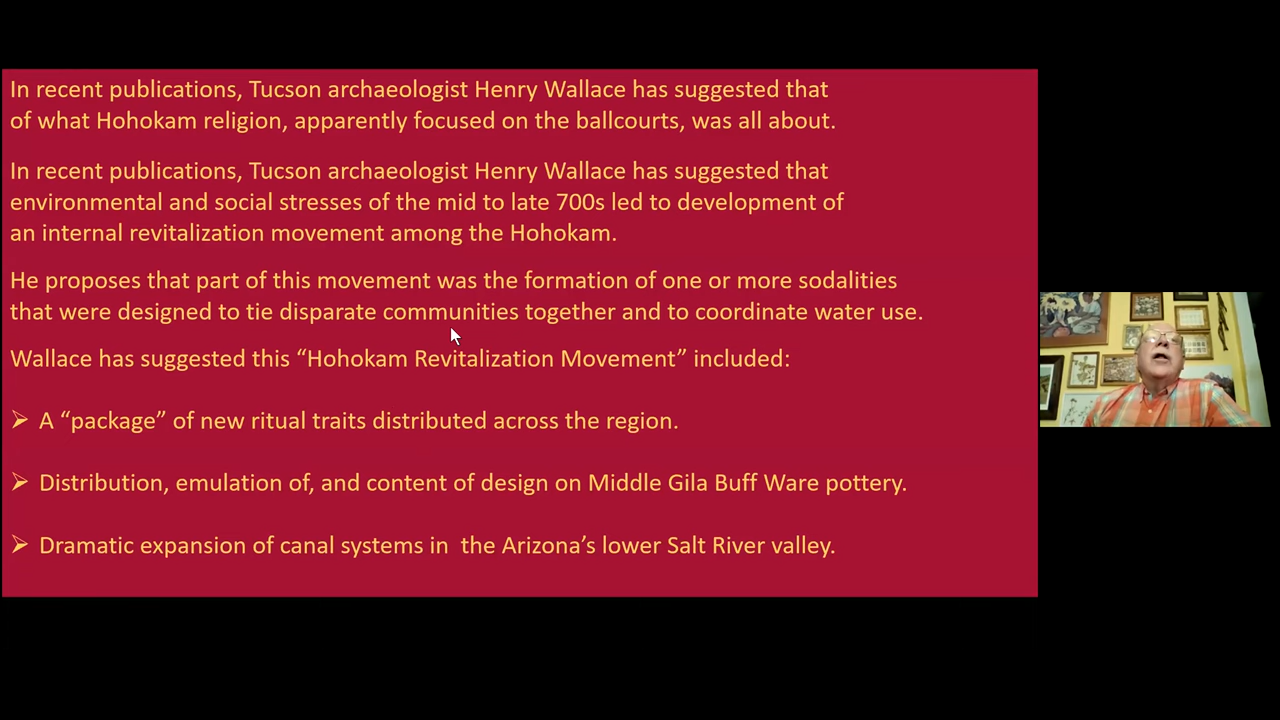 In recent publications, Tucson archaeologist Henry Wallace has suggested that
of what Hohokam religion, apparently focused on the ballcourts, was all about.
In recent publications, Tucson archaeologist Henry Wallace has suggested that
environmental and social stresses of the mid to late 700s led to development of
an internal revitalization movement among the Hohokam.
He proposes that part of this movement was the formation of one or more sodalities
that were designed to tie disparate communities together and to coordinate water use.
Wallace has suggested this “Hohokam Revitalization Movement” included:
➢ A “package” of new ritual traits distributed across the region.
➢ Distribution, emulation of, and content of design on Middle Gila Buff Ware pottery.
➢ Dramatic expansion of canal systems in  the Arizona’s lower Salt River valley.